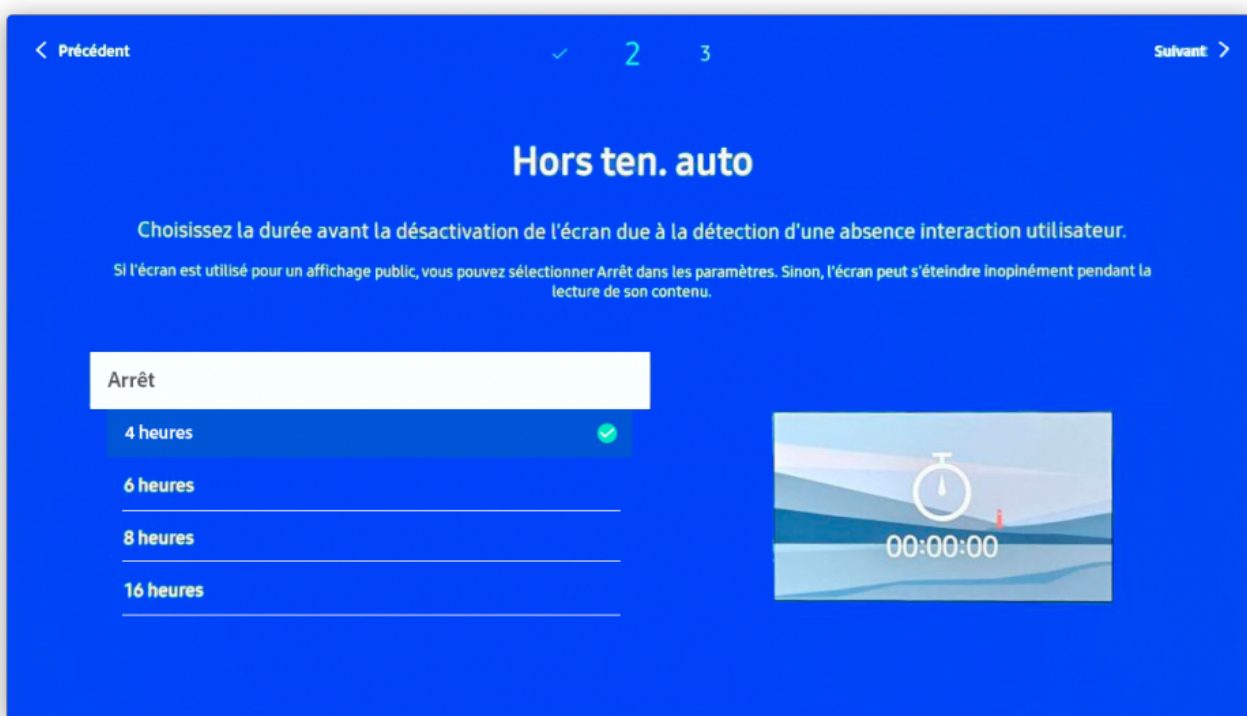 Précédent
2
3
Suivant
Hors ten. auto
Choisissez la durée avant la désactivation de l'écran due à la détection d'une absence interaction utilisateur.
Si l'écran est utilisé pour un affichage public, vous pouvez sélectionner Arrêt dans les paramètres. Sinon, l'écran peut s'éteindre inopinément pendant la
lecture de son contenu.
Arrêt
4 heures
6 heures
8 heures
16 heures
00:00:00